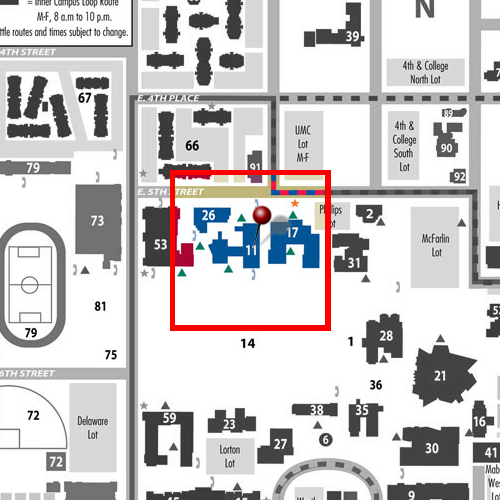 = Inner Campus Loop Route
M-F, 8 a.m to 10 p.m.
ttle routes and times subject to change.
N
39
4TH STREET
4th & College
North Lot
67
E. 4TH PLACE
66
UMC
Lot
M-F
4th &
College
South
Lot
89
90
91
92
79
E. 5TH STREET
73
53
26
11
17
Phillips
Lot
2
McFarlin
Lot
31
81
79
75
14
1
28
21
36
6TH STREET
72
Delaware
Lot
72
59
23
38
35
6
27
Lorton
Lot
30
16
41
9